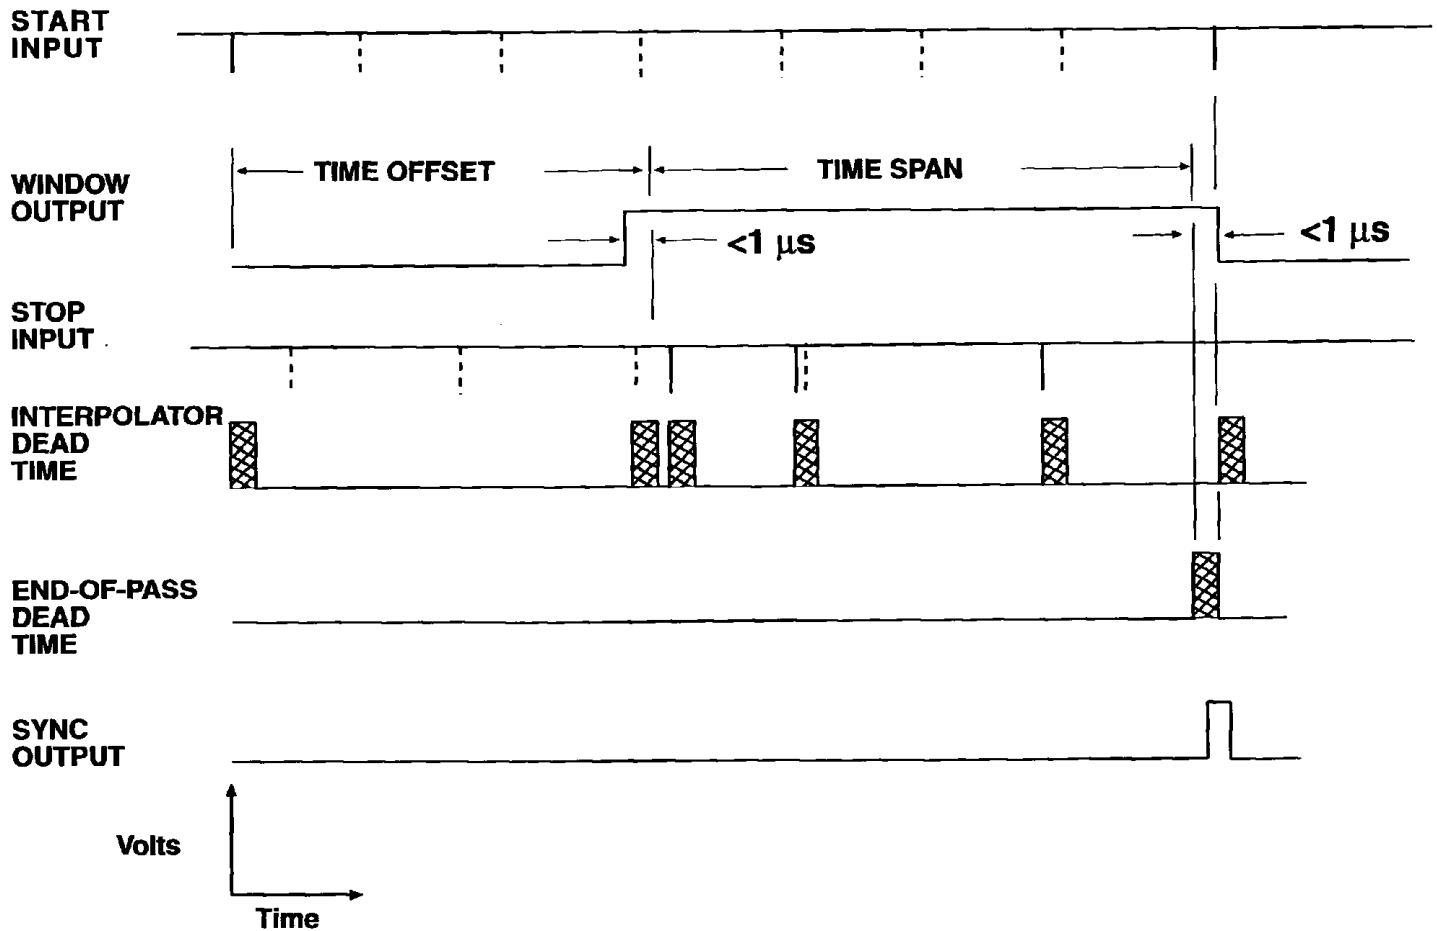 START
INPUT
WINDOW
OUTPUT
TIME OFFSET
TIME SPAN
<1 μs
<1 μs
STOP
INPUT
INTERPOLATOR
DEAD
TIME
END-OF-PASS
DEAD
TIME
SYNC
OUTPUT
Volts
Time